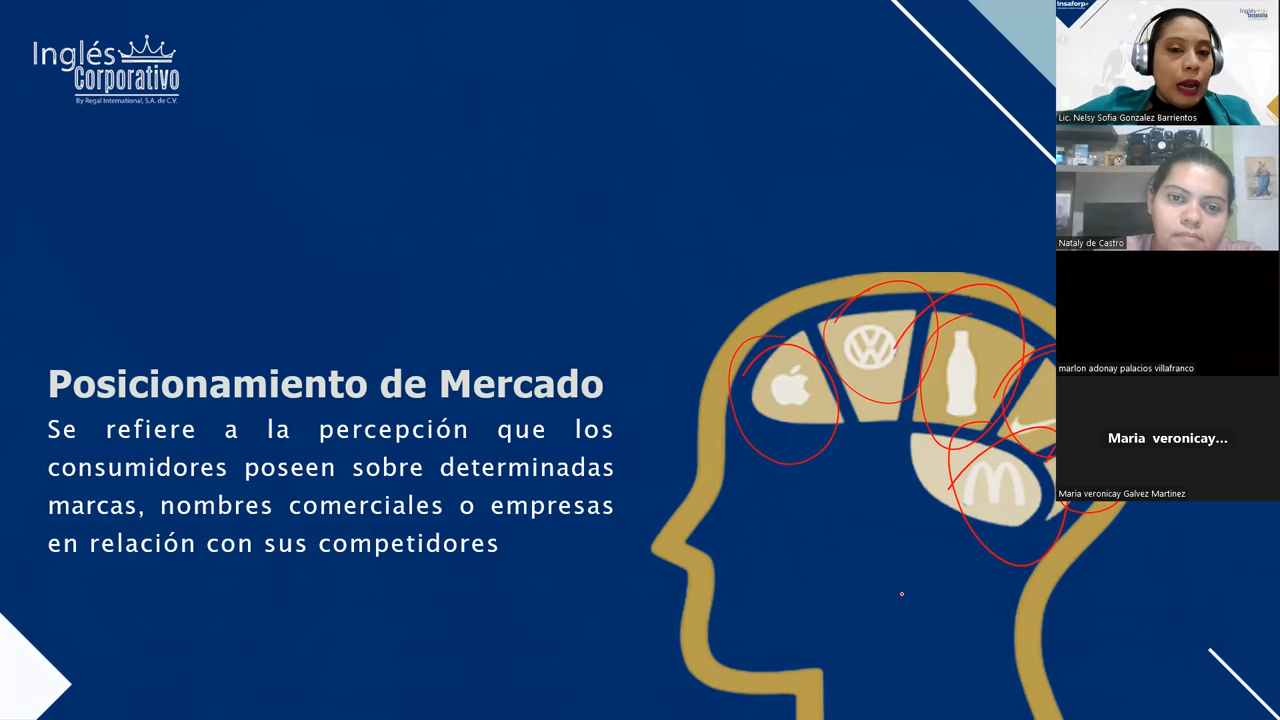 Inglés
Corporativo
By Regal International, S.A. de C.V.
Posicionamiento de Mercado
Se refiere a la percepción que los
consumidores poseen sobre determinadas
marcas, nombres comerciales o empresas
en relación con sus competidores
Insaforp
Lic. Nelsy Sofia Gonzalez Barrientos
Nataly de Castro
marlon adonay palacios villafranco
Maria veronicay...
Maria veronicay Galvez Martinez